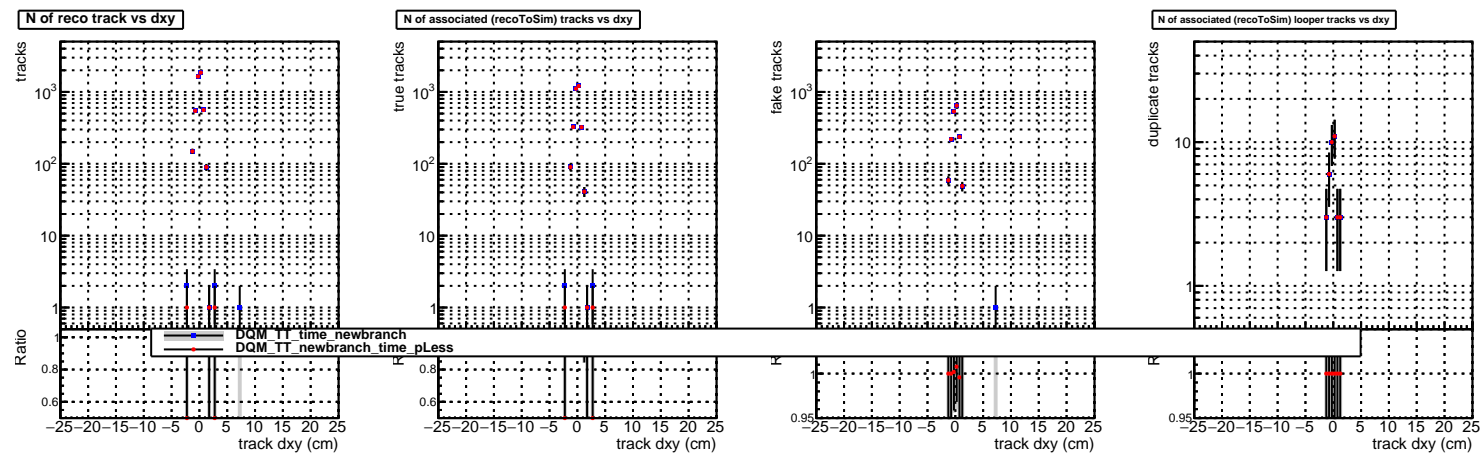 N of reco track vs dxy
tracks
10³
10²
10
1
Ratio
1
0.8
0.6
−25 −20 −15 −10 −5 0 5 10 15 20 25
track dxy (cm)
N of associated (recoToSim) tracks vs dxy
true tracks
10³
10²
10
1
0.8
0.6
−25 −20 −15 −10 −5 0 5 10 15 20 25
track dxy (cm)
fake tracks
10³
10²
10
1
1
0.95
−25 −20 −15 −10 −5 0 5 10 15 20 25
track dxy (cm)
N of associated (recoToSim) looper tracks vs dxy
duplicate tracks
10
1
1
0.95
−25 −20 −15 −10 −5 0 5 10 15 20 25
track dxy (cm)
DQM_TT_time_newbranch
DQM_TT_newbranch_time_pLess